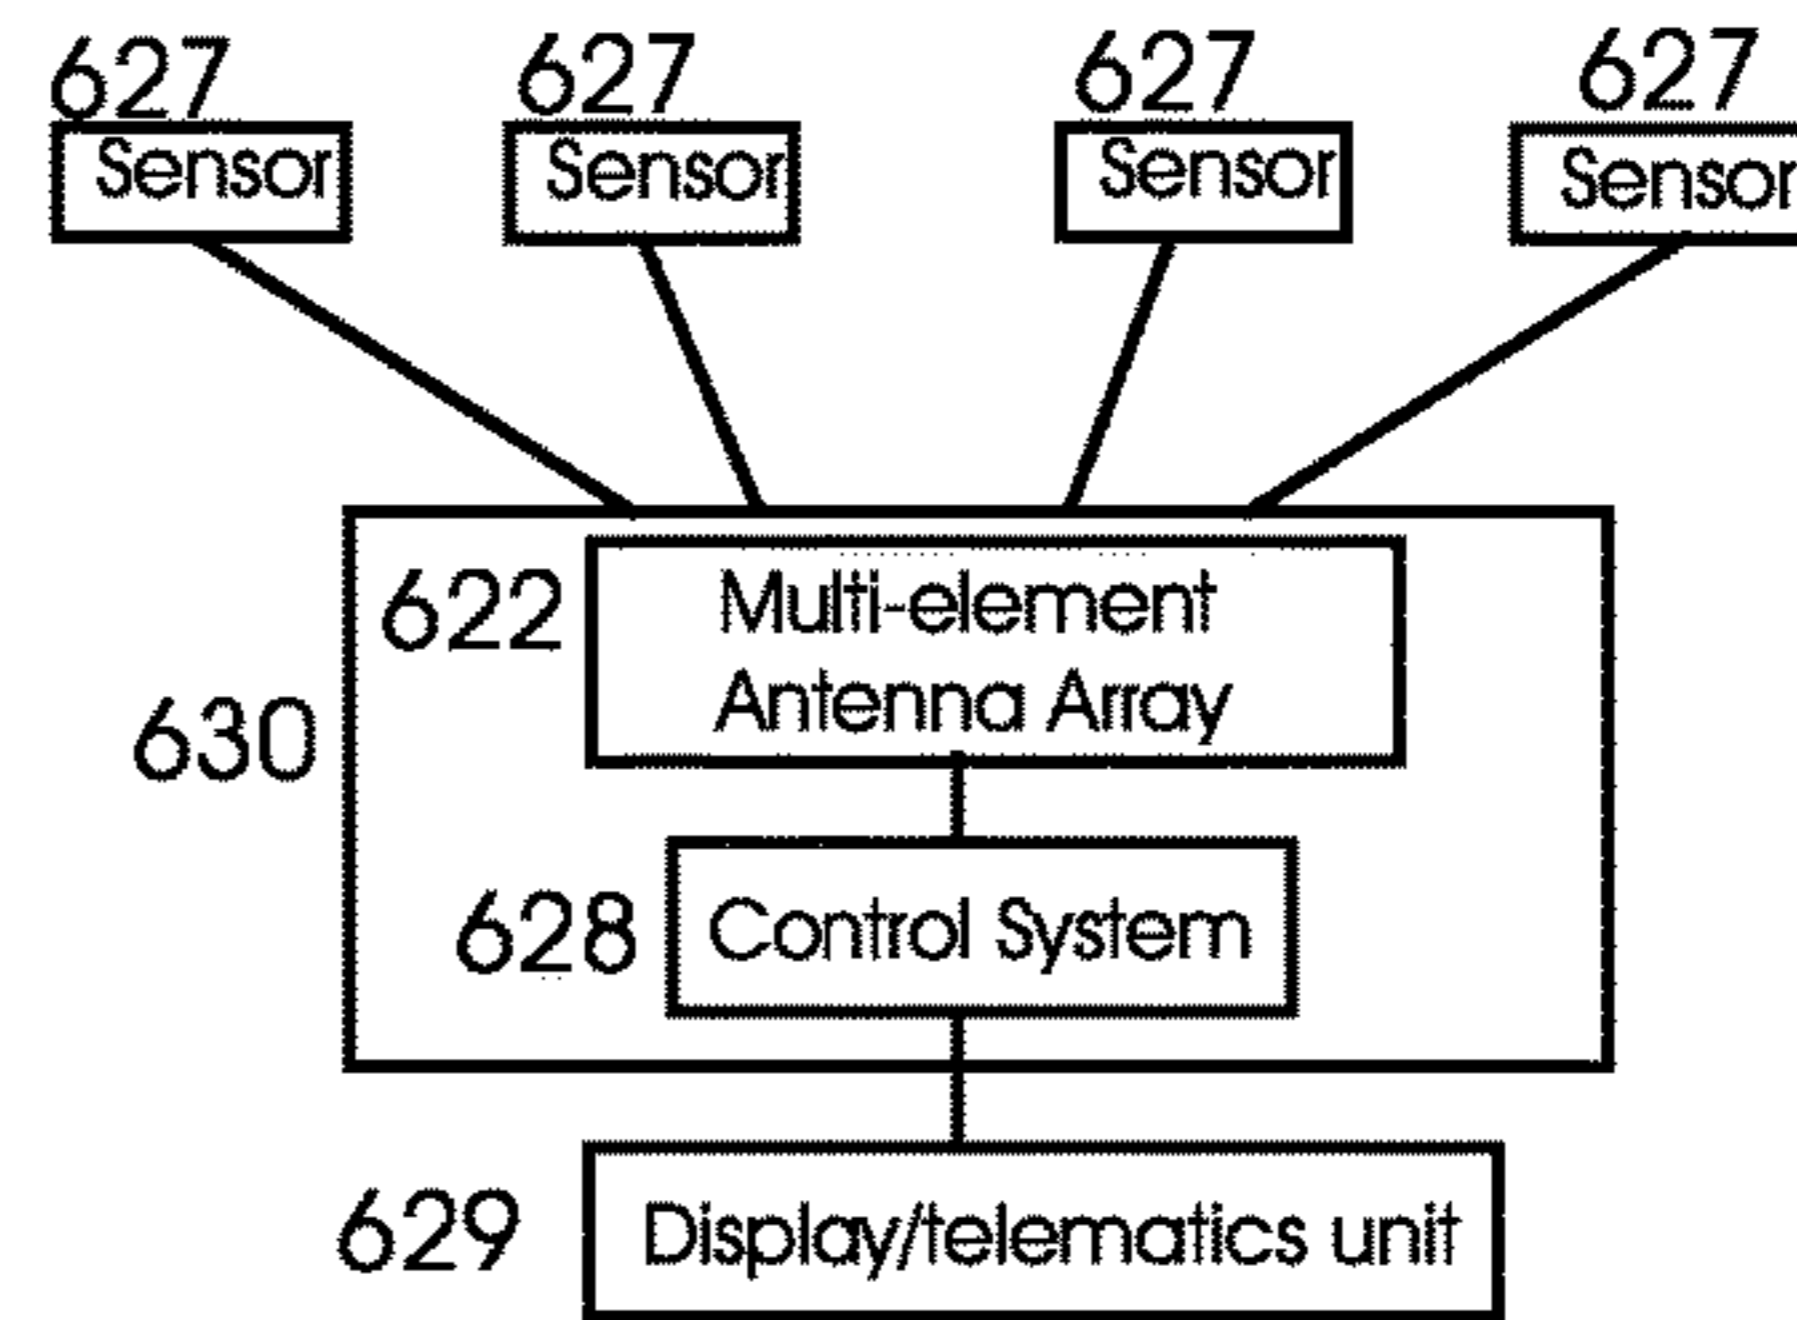 627 627 627 627
Sensor Sensor Sensor Sensor
622 Multi-element
Antenna Array
630
628 Control System
629 Display/telematics unit